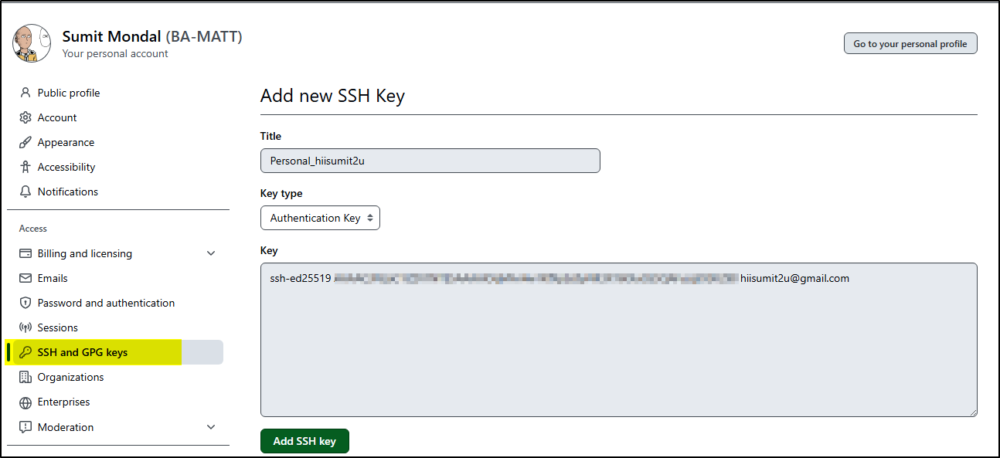 Sumit Mondal (BA-MATT)
Your personal account
Go to your personal profile
Public profile
Account
Appearance
Accessibility
Notifications
Access
Billing and licensing
Emails
Password and authentication
Sessions
SSH and GPG keys
Organizations
Enterprises
Moderation
Add new SSH Key
Title
Personal_hiisumit2u
Key type
Authentication Key
Key
ssh-ed25519 hiisumit2u@gmail.com
Add SSH key